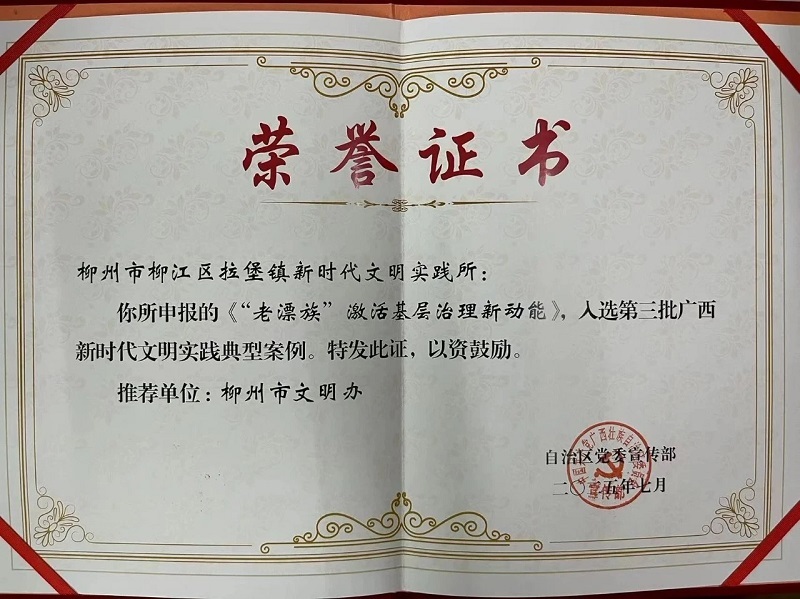 荣誉证书
柳州市柳江区拉堡镇新时代文明实践所：
你所申报的《“老漂族”激活基层治理新动能》，入选第三批广西
新时代文明实践典型案例。特发此证，以资鼓励。
推荐单位：柳州市文明办
自治区党委宣传部
二〇二五年七月